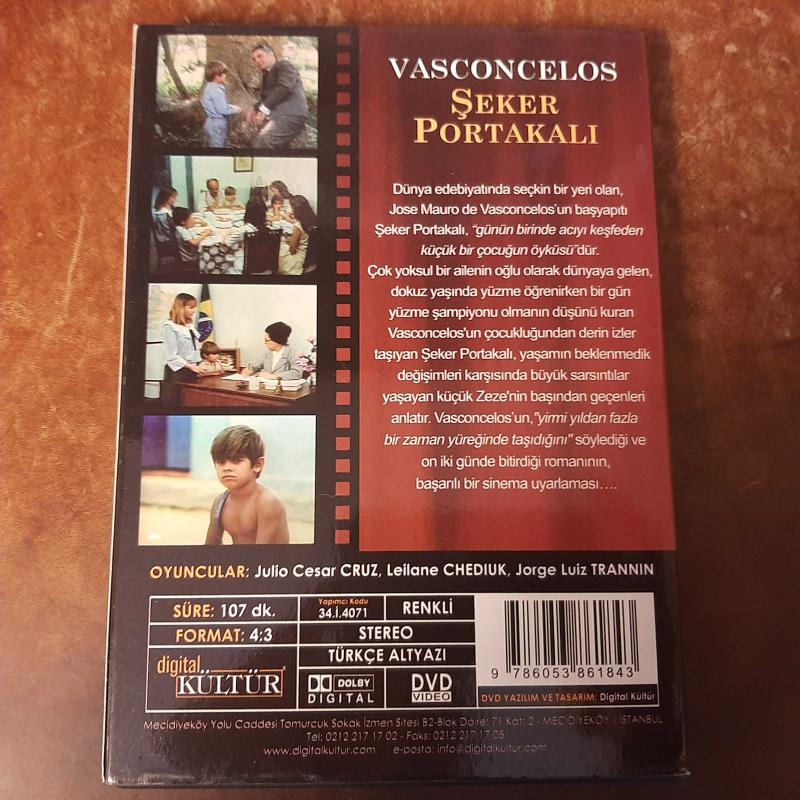 VASCONCELOS
ŞEKER
PORTAKALI
Dünya edebiyatında seçkin bir yeri olan,
Jose Mauro de Vasconcelos'un başyapıtı
Şeker Portakalı, "günün birinde acıyı keşfeden
küçük bir çocuğun öyküsü"dür.
Çok yoksul bir ailenin oğlu olarak dünyaya gelen,
dokuz yaşında yüzme öğrenirken bir gün
yüzme şampiyonu olmanın düşünü kuran
Vasconcelos'un çocukluğundan derin izler
taşıyan Şeker Portakalı, yaşamın beklenmedik
değişimleri karşısında büyük sarsıntılar
yaşayan küçük Zeze'nin başından geçenleri
anlatır. Vasconcelos'un,"yirmi yıldan fazla
bir zaman yüreğinde taşıdığını" söylediği ve
on iki günde bitirdiği romanının,
başarılı bir sinema uyarlaması….
OYUNCULAR: Julio Cesar CRUZ, Leilane CHEDIUK, Jorge Luiz TRANNIN
SÜRE: 107 dk.
Yapımcı Kodu
34.İ.4071
RENKLİ
FORMAT: 4:3
STEREO
TÜRKÇE ALTYAZI
digital
KÜLTÜR
DOLBY
DIGITAL
DVD
VIDEO
9 786053 861843
DVD YAZILIM VE TASARIM: Digital Kültür
Mecidiyeköy Yolu Caddesi Tomurcuk Sokak İzmen Sitesi B2-Blok Daire: 71 Kat: 2 - MECİDİYEKÖY / İSTANBUL
Tel: 0212 217 17 02 - Faks: 0212 217 17 05
www.digitalkultur.com e-posta: info@digitalkultur.com